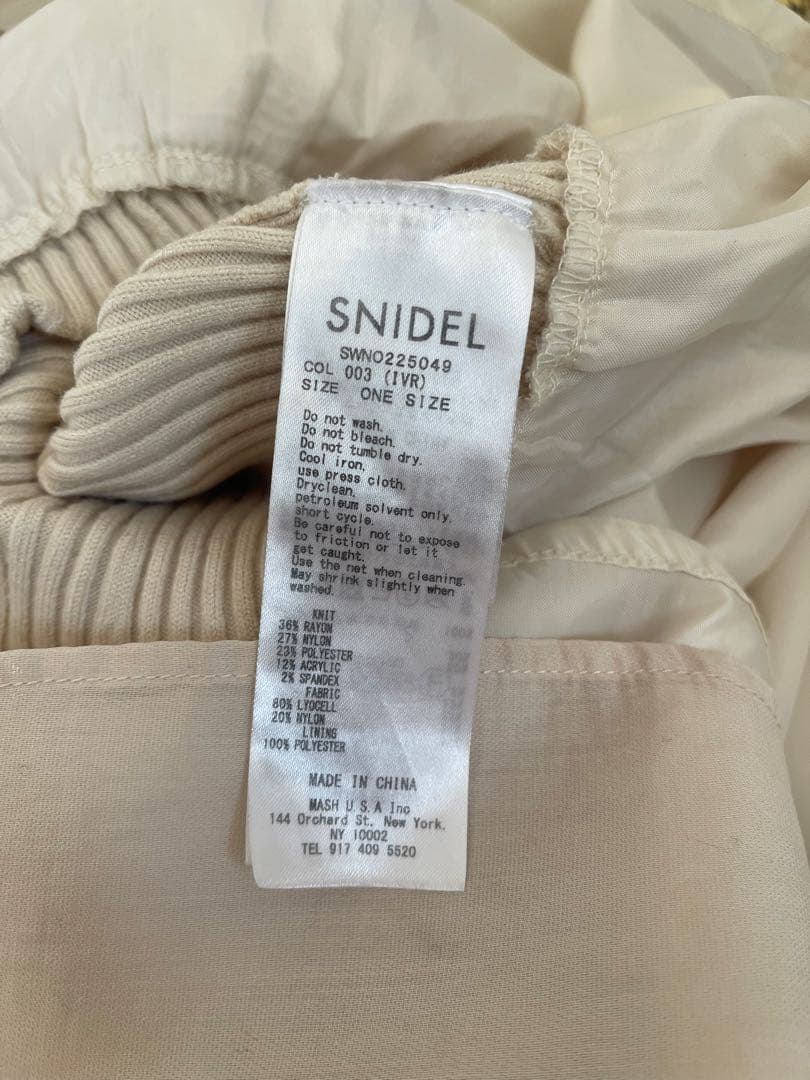 SNIDEL
SWNO225049
COL 003 (IVR)
SIZE ONE SIZE
Do not wash.
Do not bleach.
Do not tumble dry.
Cool iron,
use press cloth.
Dryclean,
petroleum solvent only,
short cycle.
Be careful not to expose
to friction or let it
get caught.
Use the net when cleaning.
May shrink slightly when
washed.
KNIT
36% RAYON
27% NYLON
23% POLYESTER
12% ACRYLIC
2% SPANDEX
FABRIC
80% LYOCELL
20% NYLON
LINING
100% POLYESTER
MADE IN CHINA
MASH U.S.A Inc
144 Orchard St. New York,
NY 10002
TEL 917 409 5520